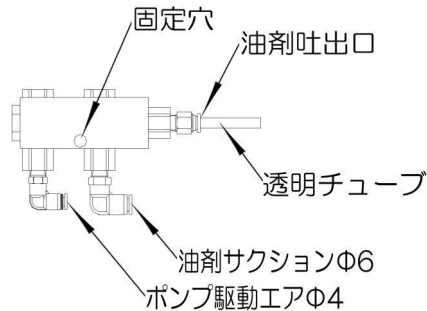 固定穴
油剤吐出口
透明チューブ
油剤サクションΦ6
ポンプ駆動エアΦ4